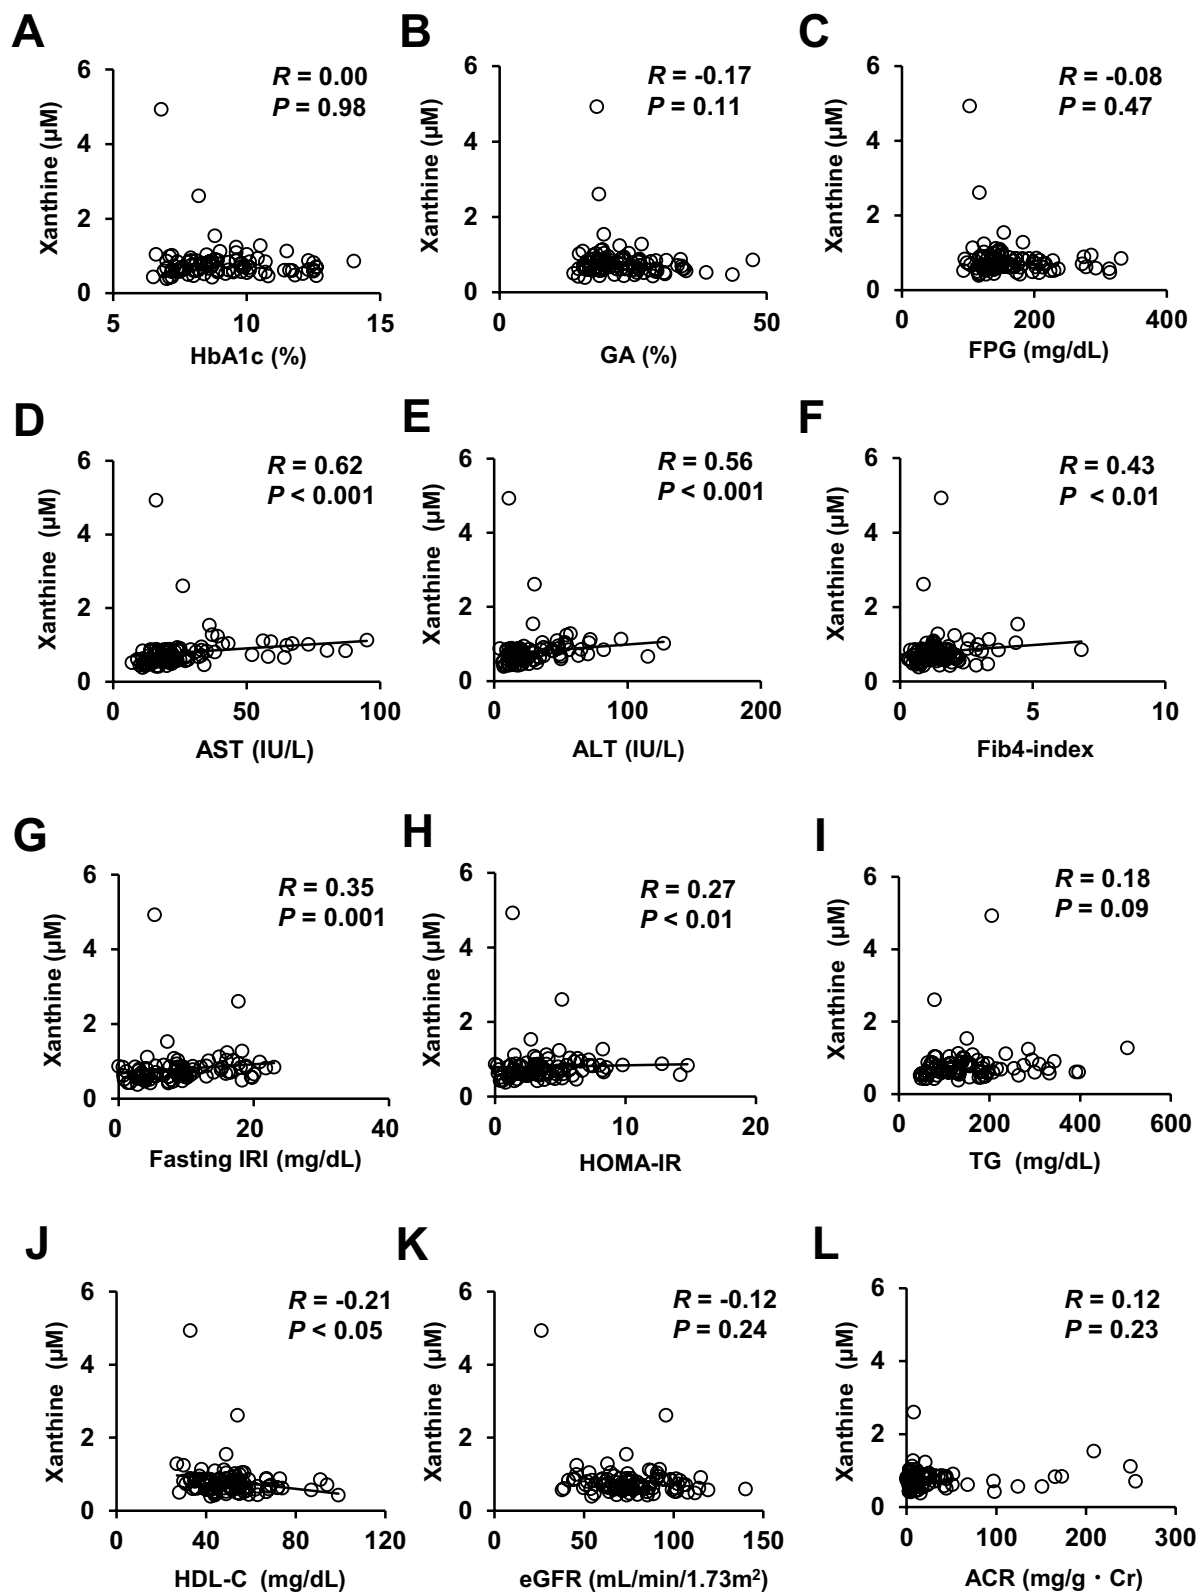 A
R = 0.00
P = 0.98
Xanthine (µM)
6
4
2
0
5
10
15
HbA1c (%)
B
R = -0.17
P = 0.11
Xanthine (µM)
6
4
2
0
0
50
GA (%)
C
R = -0.08
P = 0.47
Xanthine (µM)
6
4
2
0
0
200
400
FPG (mg/dL)
D
R = 0.62
P < 0.001
Xanthine (µM)
6
4
2
0
0
50
100
AST (IU/L)
E
R = 0.56
P < 0.001
Xanthine (µM)
6
4
2
0
0
100
200
ALT (IU/L)
F
R = 0.43
P < 0.01
Xanthine (µM)
6
4
2
0
0
5
10
Fib4-index
G
R = 0.35
P = 0.001
Xanthine (µM)
6
4
2
0
0
20
40
Fasting IRI (mg/dL)
H
R = 0.27
P < 0.01
Xanthine (µM)
6
4
2
0
0
10
20
HOMA-IR
I
R = 0.18
P = 0.09
Xanthine (µM)
6
4
2
0
0
200
400
600
TG (mg/dL)
J
R = -0.21
P < 0.05
Xanthine (µM)
6
4
2
0
0
40
80
120
HDL-C (mg/dL)
K
R = -0.12
P = 0.24
Xanthine (µM)
6
4
2
0
0
50
100
150
eGFR (mL/min/1.73m²)
L
R = 0.12
P = 0.23
Xanthine (µM)
6
4
2
0
0
100
200
300
ACR (mg/g・Cr)